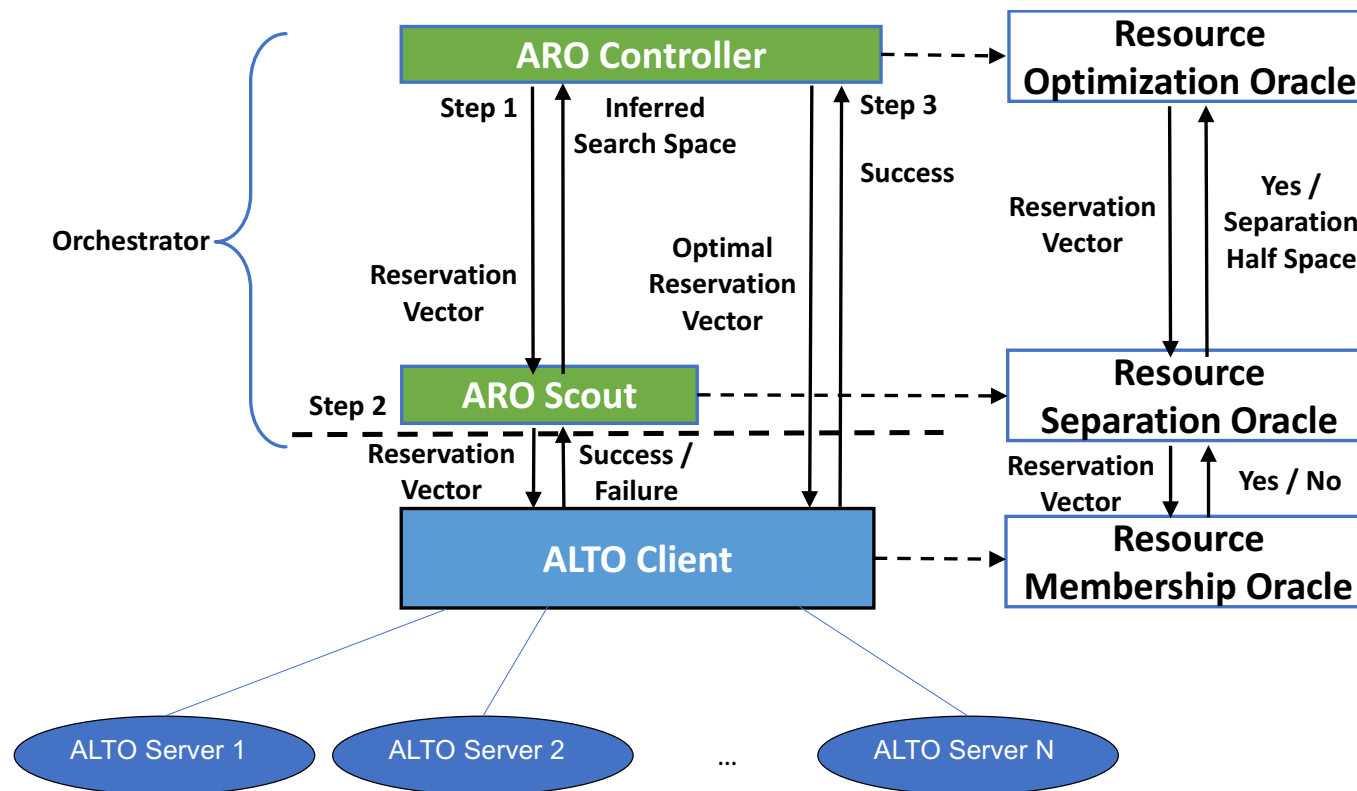 ARO Controller
Resource
Optimization Oracle
Step 1
Inferred
Search Space
Step 3
Success
Orchestrator
Reservation
Vector
Optimal
Reservation
Vector
Reservation
Vector
Yes /
Separation
Half Space
ARO Scout
Step 2
Resource
Separation Oracle
Reservation
Vector
Success /
Failure
Reservation
Vector
Yes / No
ALTO Client
Resource
Membership Oracle
ALTO Server 1
ALTO Server 2
...
ALTO Server N